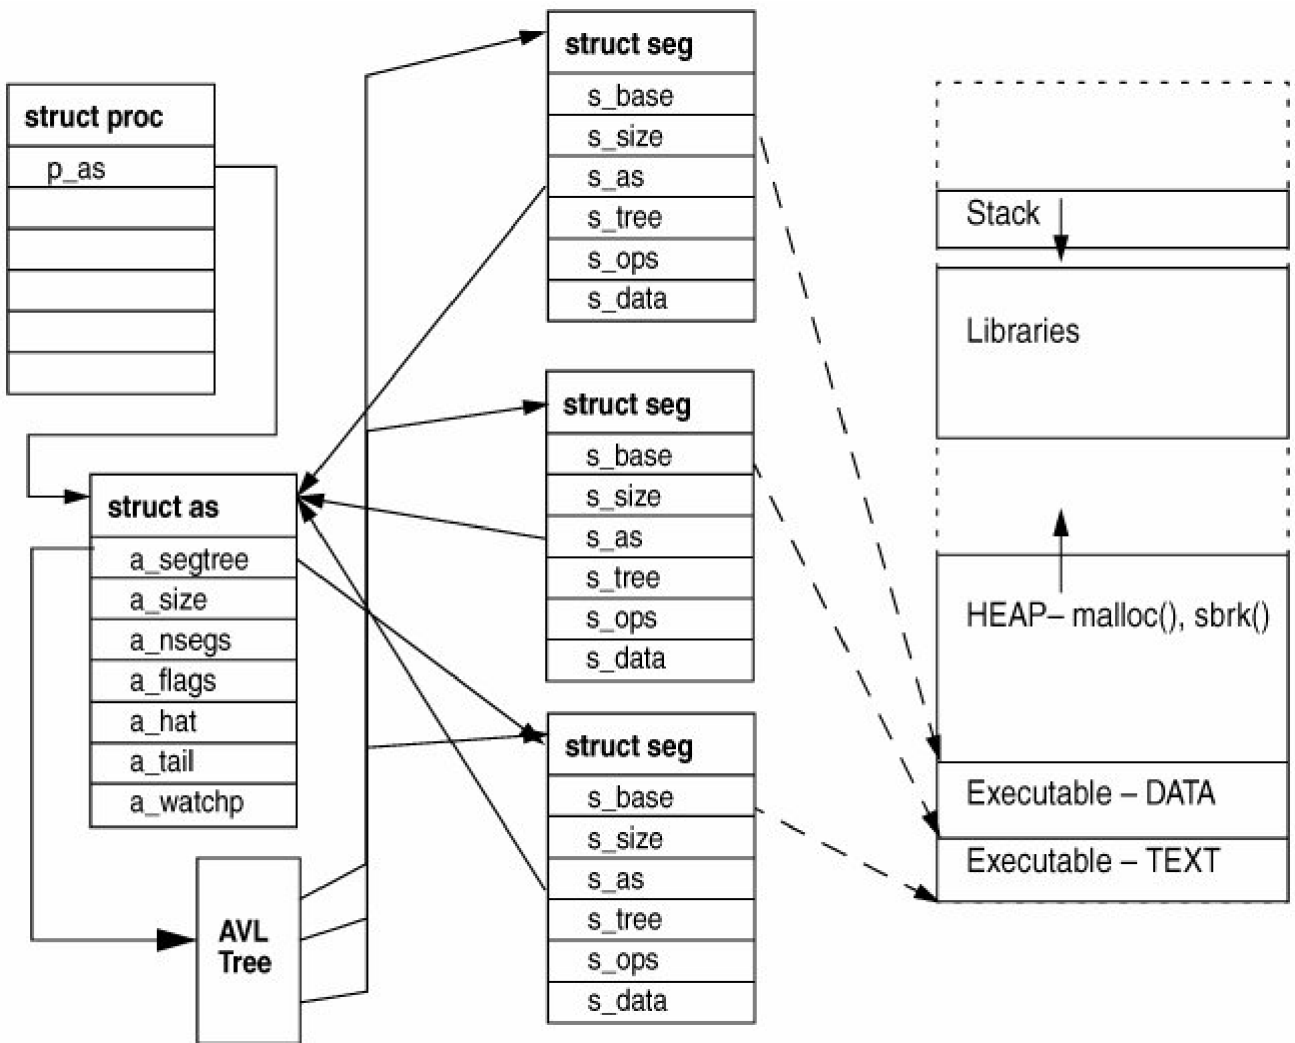 struct proc
p_as
struct as
a_segtree
a_size
a_nsegs
a_flags
a_hat
a_tail
a_watchp
AVL
Tree
struct seg
s_base
s_size
s_as
s_tree
s_ops
s_data
struct seg
s_base
s_size
s_as
s_tree
s_ops
s_data
struct seg
s_base
s_size
s_as
s_tree
s_ops
s_data
Stack
Libraries
HEAP– malloc(), sbrk()
Executable – DATA
Executable – TEXT